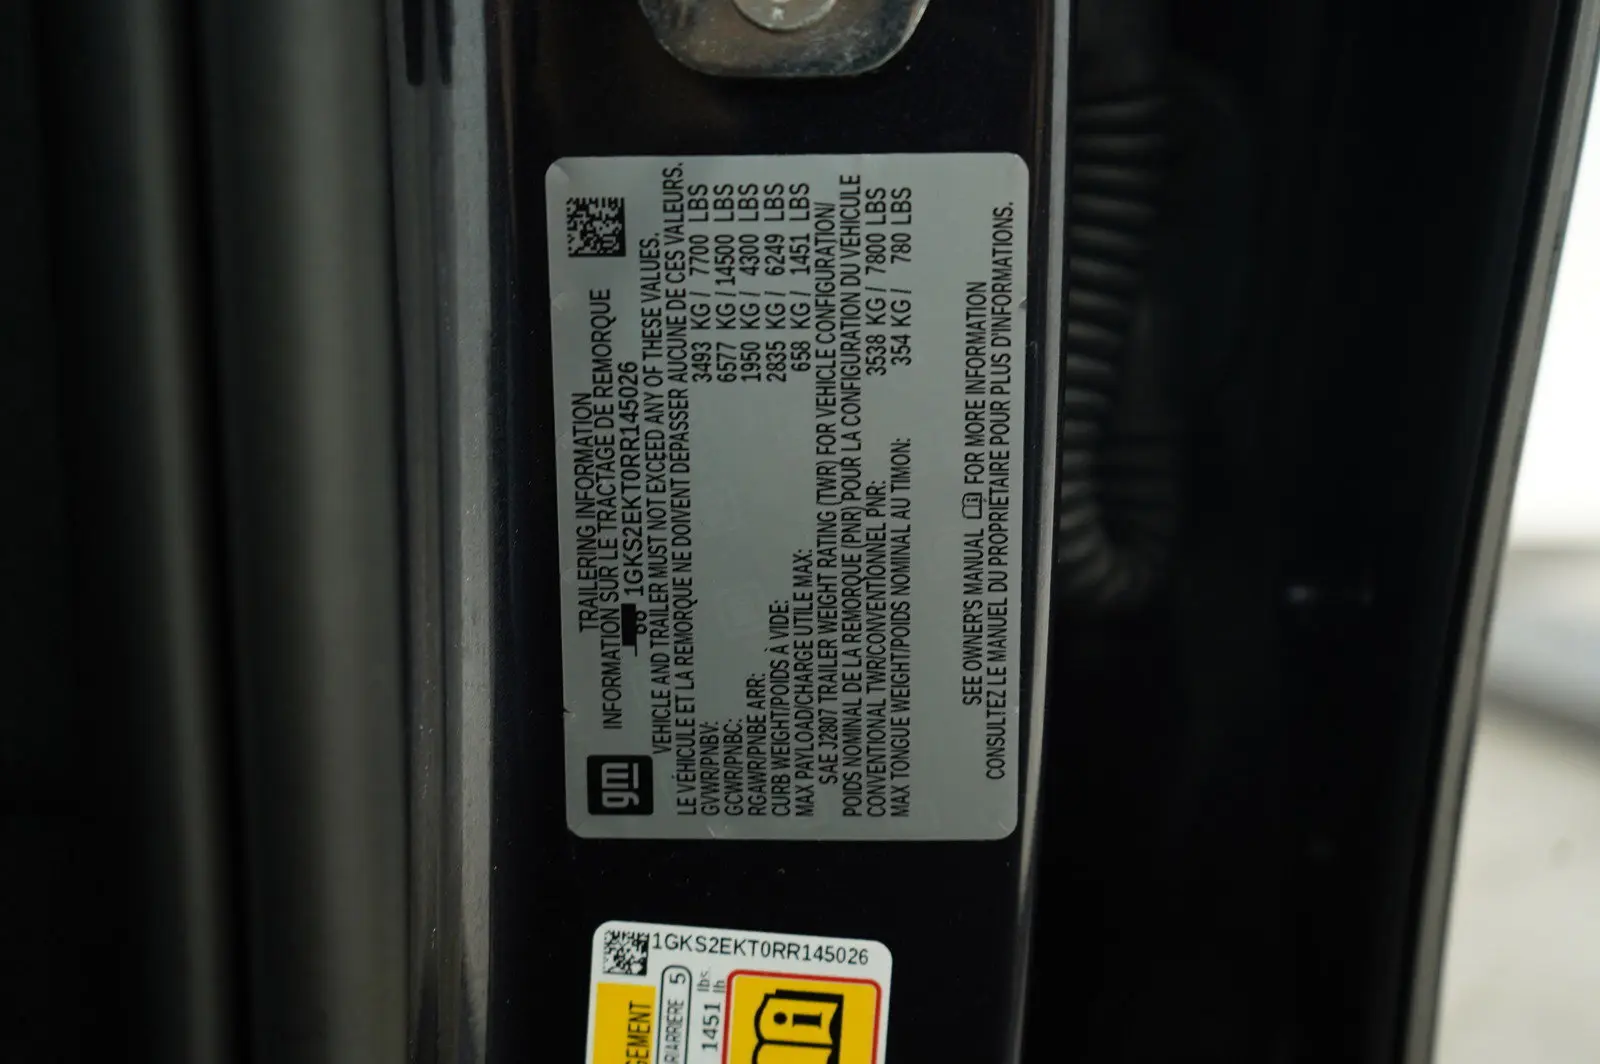 TRAILERING INFORMATION
INFORMATION SUR LE TRACTAGE DE REMORQUE
1GKS2EKT0RR145026
gm
VEHICLE AND TRAILER MUST NOT EXCEED ANY OF THESE VALUES.
LE VÉHICULE ET LA REMORQUE NE DOIVENT DÉPASSER AUCUNE DE CES VALEURS.
GVWR/PNBV: 3493 KG / 7700 LBS
GCWR/PNBC: 6577 KG / 14500 LBS
RGAWR/PNBE ARR: 1950 KG / 4300 LBS
CURB WEIGHT/POIDS À VIDE: 2835 KG / 6249 LBS
MAX PAYLOAD/CHARGE UTILE MAX: 658 KG / 1451 LBS
SAE J2807 TRAILER WEIGHT RATING (TWR) FOR VEHICLE CONFIGURATION/
POIDS NOMINAL DE LA REMORQUE (PNR) POUR LA CONFIGURATION DU VÉHICULE
CONVENTIONAL TWR/CONVENTIONNEL PNR: 3538 KG / 7800 LBS
MAX TONGUE WEIGHT/POIDS NOMINAL AU TIMON: 354 KG / 780 LBS
SEE OWNER'S MANUAL FOR MORE INFORMATION
CONSULTEZ LE MANUEL DU PROPRIÉTAIRE POUR PLUS D'INFORMATIONS.
1GKS2EKT0RR145026
5
1451 lbs.
lb